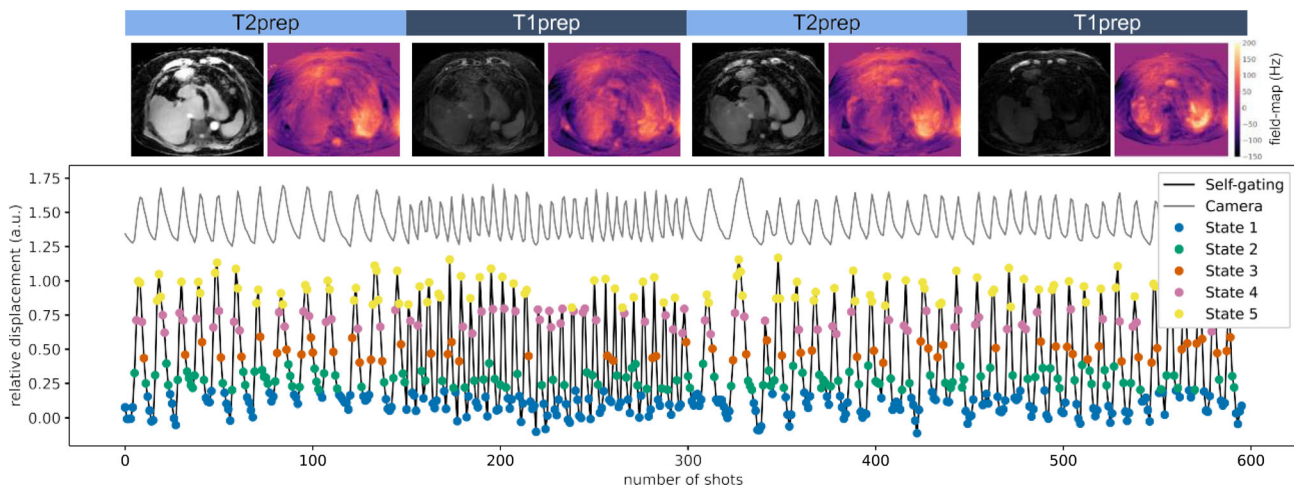 T2prep T1prep T2prep T1prep
200
150
100
50
0
−50
−100
−150
field-map (Hz)
1.75
1.50
1.25
1.00
0.75
0.50
0.25
0.00
relative displacement (a.u.)
Self-gating
Camera
State 1
State 2
State 3
State 4
State 5
0 100 200 300 400 500 600
number of shots